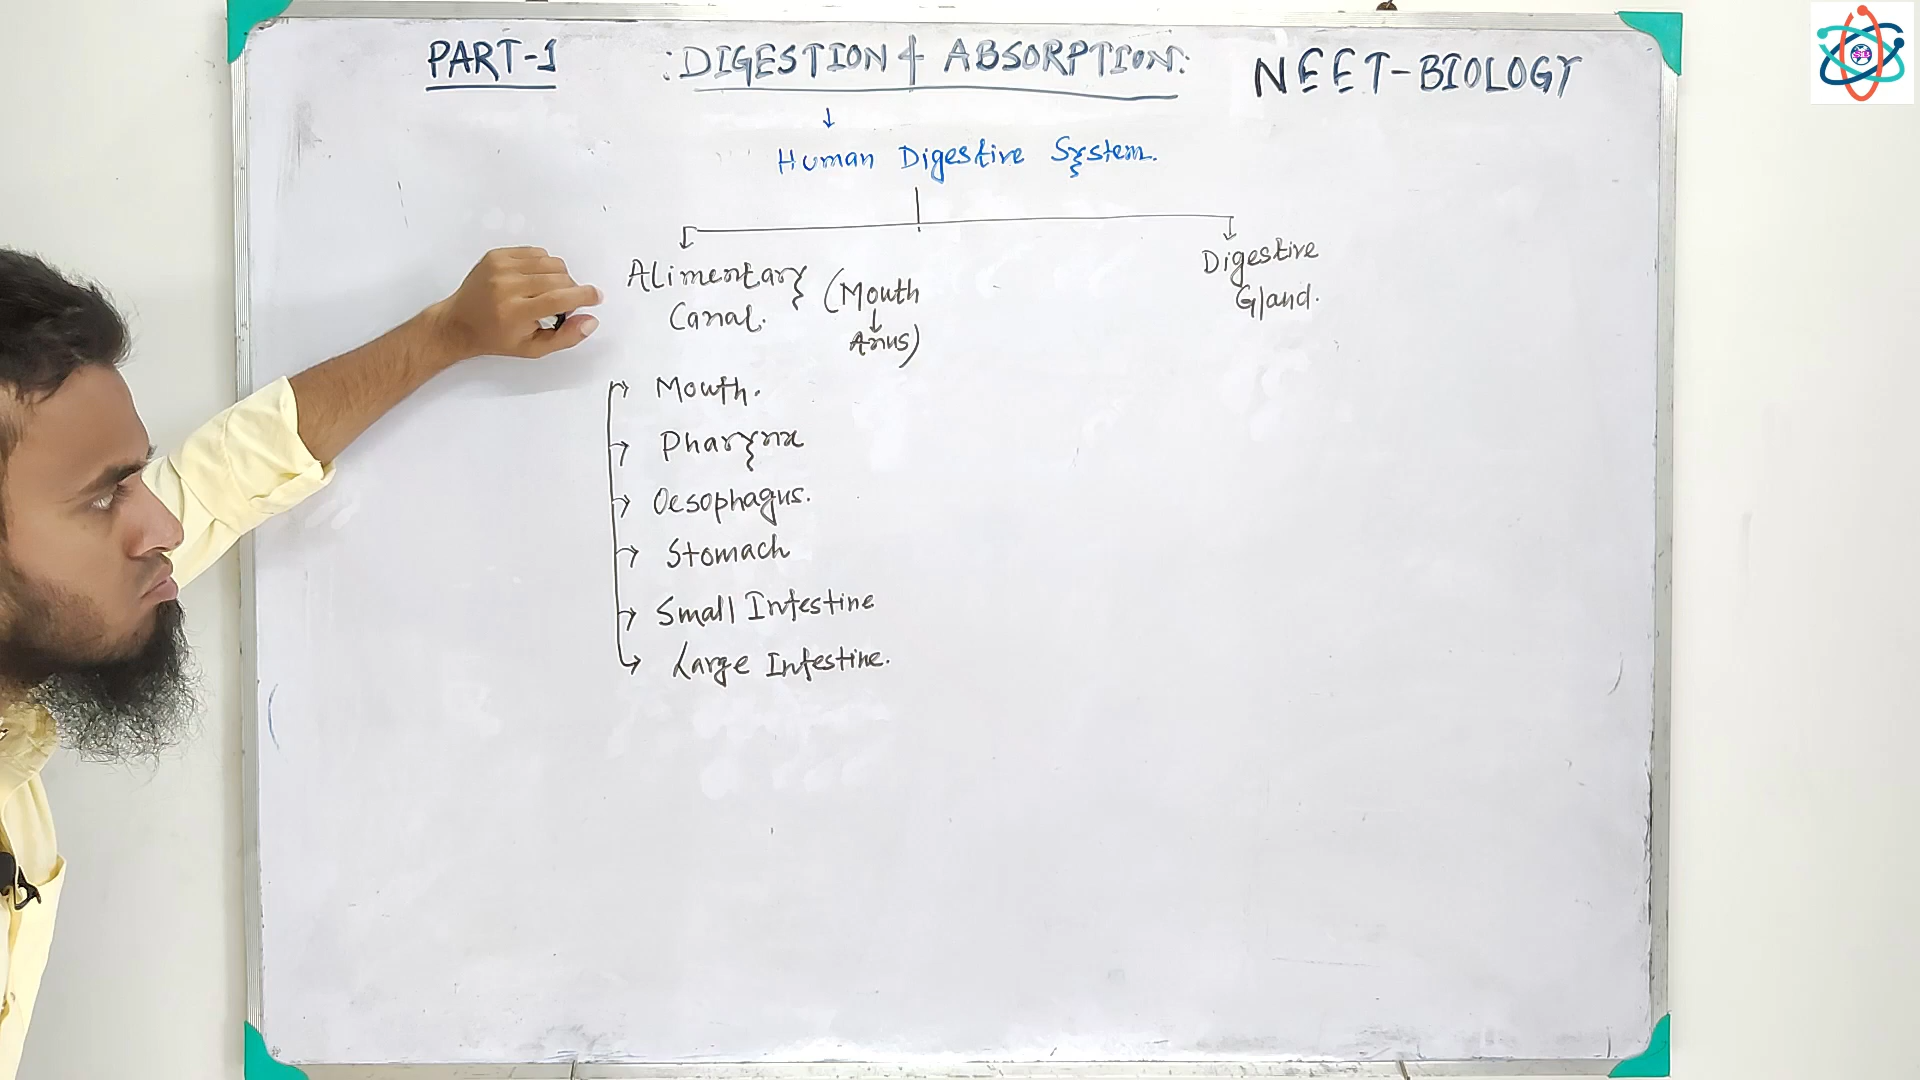 PART-1
:DIGESTION & ABSORPTION:
NEET-BIOLOGY
↓
Human Digestive System.
Alimentary
Canal.
(Mouth
↓
Anus)
Digestive
Gland.
→ Mouth.
→ Pharynx
→ Oesophagus.
→ Stomach
→ Small Intestine
→ Large Intestine.